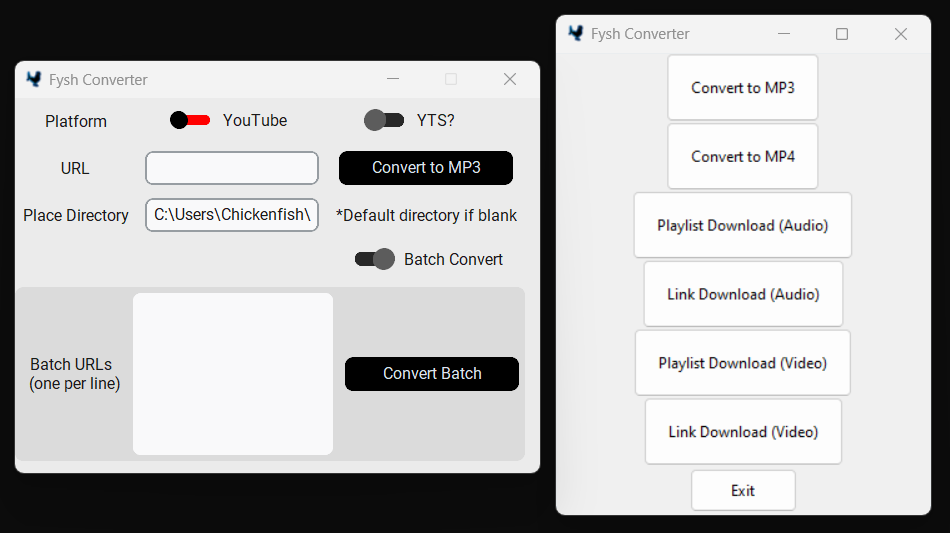 Fysh Converter
Platform
YouTube
YTS?
URL
Convert to MP3
Place Directory
C:\Users\Chickenfish\
*Default directory if blank
Batch Convert
Batch URLs
(one per line)
Convert Batch
Fysh Converter
Convert to MP3
Convert to MP4
Playlist Download (Audio)
Link Download (Audio)
Playlist Download (Video)
Link Download (Video)
Exit